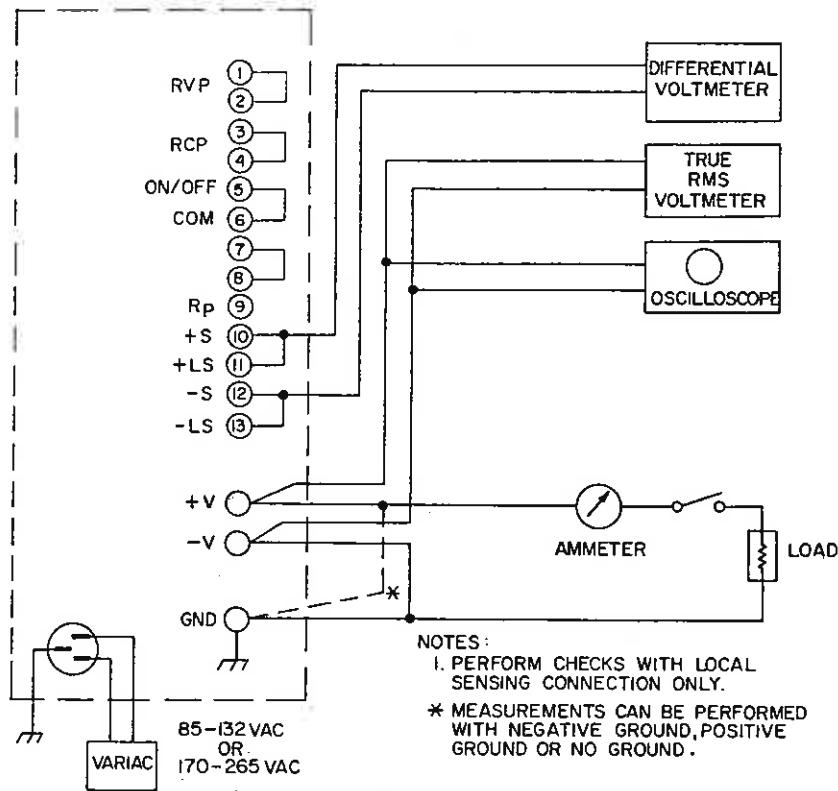 RVP
1
2
RCP
3
4
ON/OFF
5
COM
6
7
8
RP
9
+S
10
+LS
11
-S
12
-LS
13
+V
-V
GND
DIFFERENTIAL
VOLTMETER
TRUE
RMS
VOLTMETER
OSCILLOSCOPE
AMMETER
LOAD
*
VARIAC
85-132 VAC
OR
170-265 VAC
NOTES:
1. PERFORM CHECKS WITH LOCAL
SENSING CONNECTION ONLY.
* MEASUREMENTS CAN BE PERFORMED
WITH NEGATIVE GROUND, POSITIVE
GROUND OR NO GROUND.